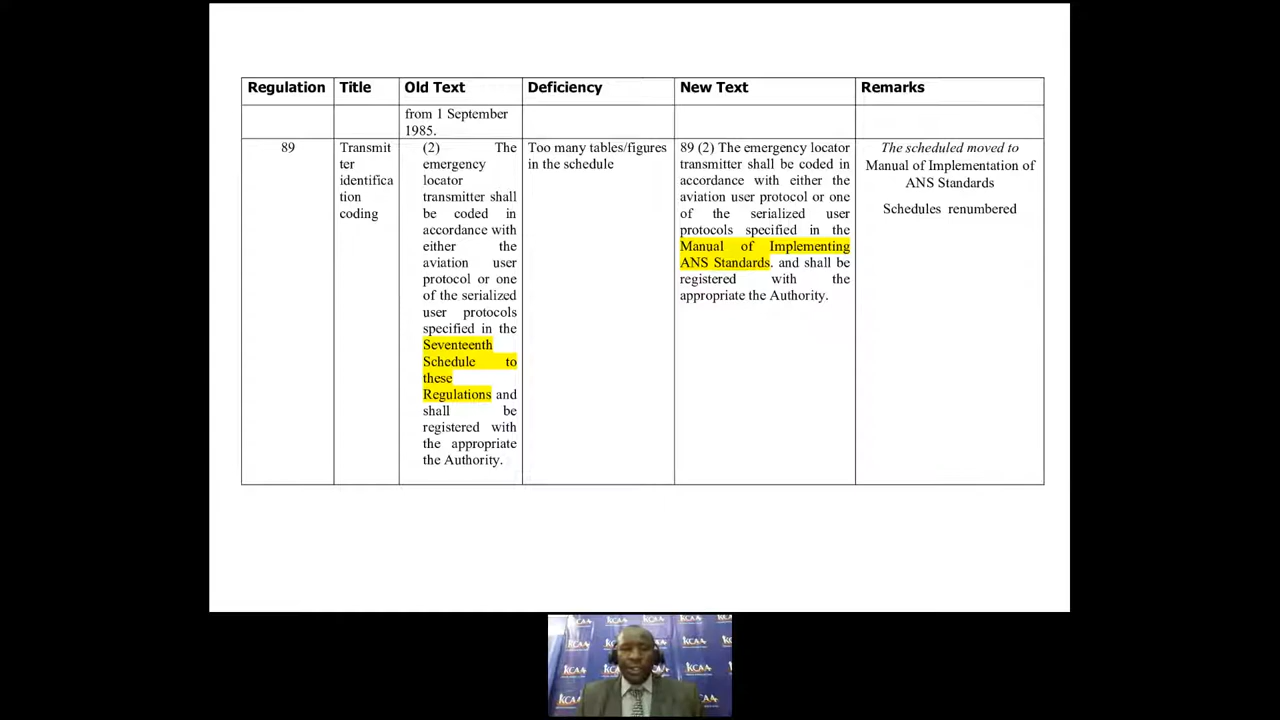 Regulation Title Old Text Deficiency New Text Remarks
from 1 September
1985.
89
Transmit
ter
identifica
tion
coding
(2) The
emergency
locator
transmitter shall
be coded in
accordance with
either the
aviation user
protocol or one
of the serialized
user protocols
specified in the
Seventeenth
Schedule to
these
Regulations and
shall be
registered with
the appropriate
the Authority.
Too many tables/figures
in the schedule
89 (2) The emergency locator
transmitter shall be coded in
accordance with either the
aviation user protocol or one
of the serialized user
protocols specified in the
Manual of Implementing
ANS Standards. and shall be
registered with the
appropriate the Authority.
The scheduled moved to
Manual of Implementation of
ANS Standards
Schedules renumbered
KCAA
KCAA
KCAA
KCAA